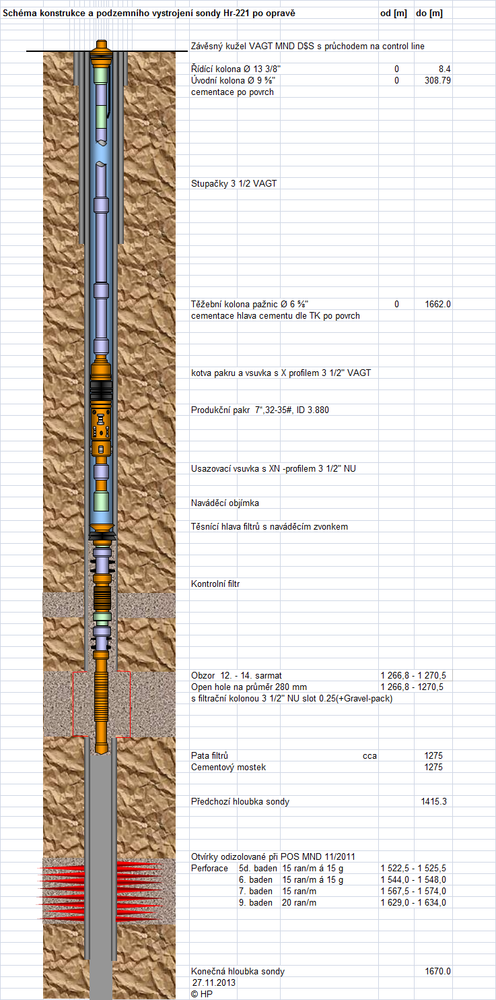 Schéma konstrukce a podzemního vystrojení sondy Hr-221 po opravě od [m] do [m]
Závěsný kužel VAGT MND D$S s průchodem na control line
Řídící kolona Ø 13 3/8" 0 8.4
Úvodní kolona Ø 9 ⅝" 0 308.79
cementace po povrch
Stupačky 3 1/2 VAGT
Těžební kolona pažnic Ø 6 ⅝" 0 1662.0
cementace hlava cementu dle TK po povrch
kotva pakru a vsuvka s X profilem 3 1/2" VAGT
Produkční pakr 7“,32-35#, ID 3.880
Usazovací vsuvka s XN -profilem 3 1/2" NU
Naváděcí objímka
Těsnící hlava filtrů s naváděcím zvonkem
Kontrolní filtr
Obzor 12. - 14. sarmat 1 266,8 - 1 270,5
Open hole na průměr 280 mm 1 266,8 - 1270,5
s filtrační kolonou 3 1/2" NU slot 0.25(+Gravel-pack)
Pata filtrů cca 1275
Cementový mostek 1275
Předchozí hloubka sondy 1415.3
Otvírky odizolované při POS MND 11/2011
Perforace 5d. baden 15 ran/m á 15 g 1 522,5 - 1 525,5
6. baden 15 ran/m á 15 g 1 544,0 - 1 548,0
7. baden 15 ran/m 1 567,5 - 1 574,0
9. baden 20 ran/m 1 629,0 - 1 634,0
Konečná hloubka sondy 1670.0
27.11.2013
© HP